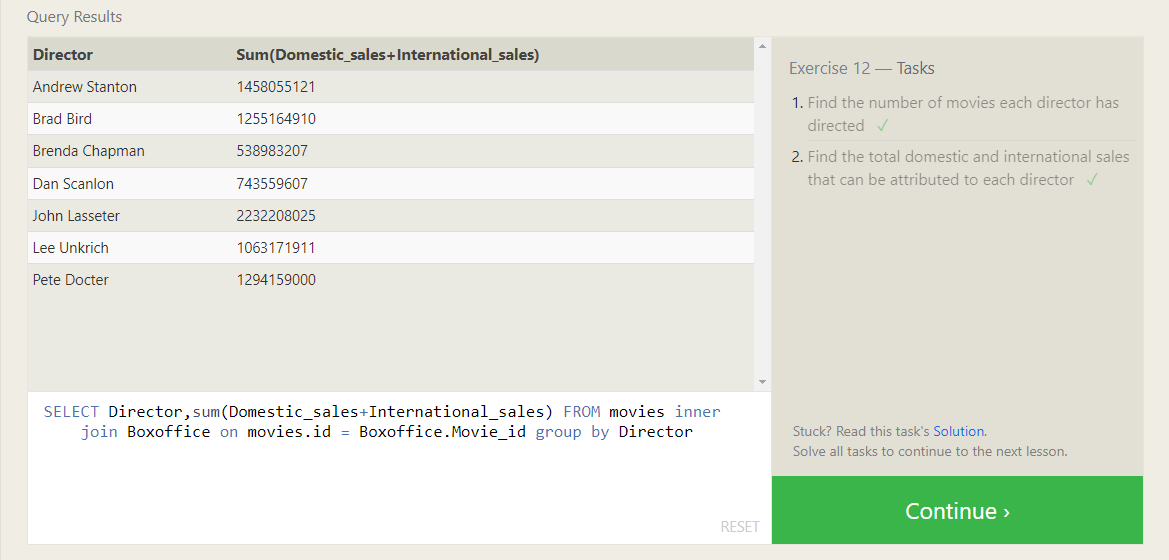 Query Results
Director Sum(Domestic_sales+International_sales)
Andrew Stanton 1458055121
Brad Bird 1255164910
Brenda Chapman 538983207
Dan Scanlon 743559607
John Lasseter 2232208025
Lee Unkrich 1063171911
Pete Docter 1294159000
SELECT Director,sum(Domestic_sales+International_sales) FROM movies inner
join Boxoffice on movies.id = Boxoffice.Movie_id group by Director
RESET
Exercise 12 — Tasks
1. Find the number of movies each director has
directed ✓
2. Find the total domestic and international sales
that can be attributed to each director ✓
Stuck? Read this task's Solution.
Solve all tasks to continue to the next lesson.
Continue ›